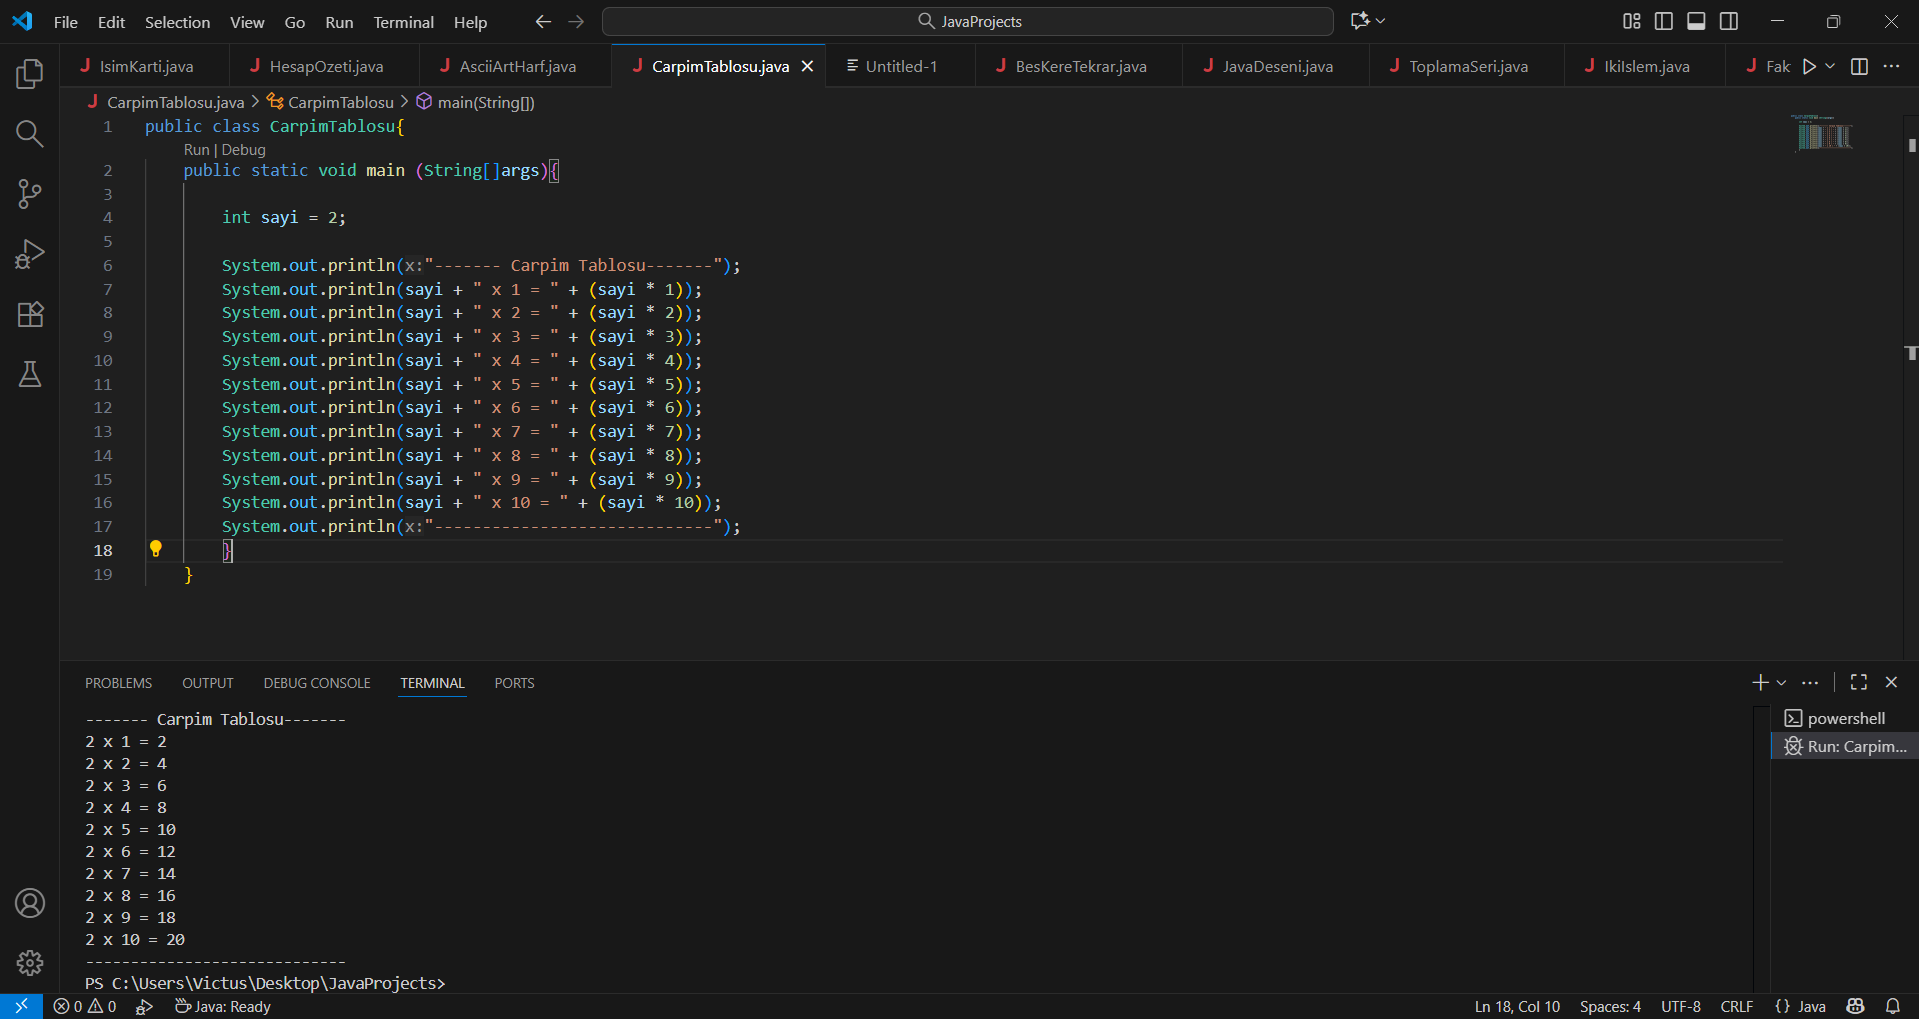 File Edit Selection View Go Run Terminal Help JavaProjects
IsimKarti.java HesapOzeti.java AsciiArtHarf.java CarpimTablosu.java Untitled-1 BesKereTekrar.java JavaDeseni.java ToplamaSeri.java IkiIslem.java Fak
CarpimTablosu.java > CarpimTablosu > main(String[])
1 public class CarpimTablosu{
Run | Debug
2 public static void main (String[]args){
3
4 int sayi = 2;
5
6 System.out.println(x:"------- Carpim Tablosu-------");
7 System.out.println(sayi + " x 1 = " + (sayi * 1));
8 System.out.println(sayi + " x 2 = " + (sayi * 2));
9 System.out.println(sayi + " x 3 = " + (sayi * 3));
10 System.out.println(sayi + " x 4 = " + (sayi * 4));
11 System.out.println(sayi + " x 5 = " + (sayi * 5));
12 System.out.println(sayi + " x 6 = " + (sayi * 6));
13 System.out.println(sayi + " x 7 = " + (sayi * 7));
14 System.out.println(sayi + " x 8 = " + (sayi * 8));
15 System.out.println(sayi + " x 9 = " + (sayi * 9));
16 System.out.println(sayi + " x 10 = " + (sayi * 10));
17 System.out.println(x:"-----------------------------");
18 }
19 }
PROBLEMS OUTPUT DEBUG CONSOLE TERMINAL PORTS
------- Carpim Tablosu-------
2 x 1 = 2
2 x 2 = 4
2 x 3 = 6
2 x 4 = 8
2 x 5 = 10
2 x 6 = 12
2 x 7 = 14
2 x 8 = 16
2 x 9 = 18
2 x 10 = 20
-----------------------------
PS C:\Users\Victus\Desktop\JavaProjects>
powershell
Run: Carpim...
0 0 Java: Ready Ln 18, Col 10 Spaces: 4 UTF-8 CRLF {} Java